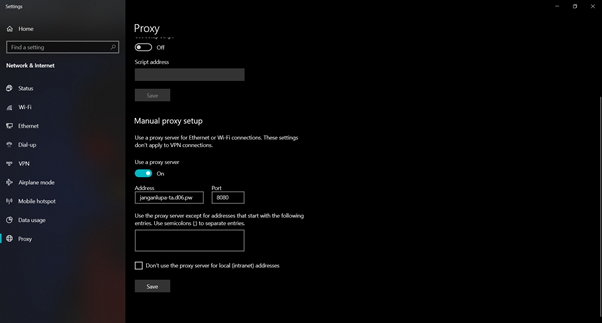 Settings
Home
Find a setting
Network & Internet
Status
Wi-Fi
Ethernet
Dial-up
VPN
Airplane mode
Mobile hotspot
Data usage
Proxy
Proxy
Off
Script address
Save
Manual proxy setup
Use a proxy server for Ethernet or Wi-Fi connections. These settings
don't apply to VPN connections.
Use a proxy server
On
Address
Port
janganlupa-ta.d06.pw
8080
Use the proxy server except for addresses that start with the following
entries. Use semicolons (;) to separate entries.
Don't use the proxy server for local (intranet) addresses
Save